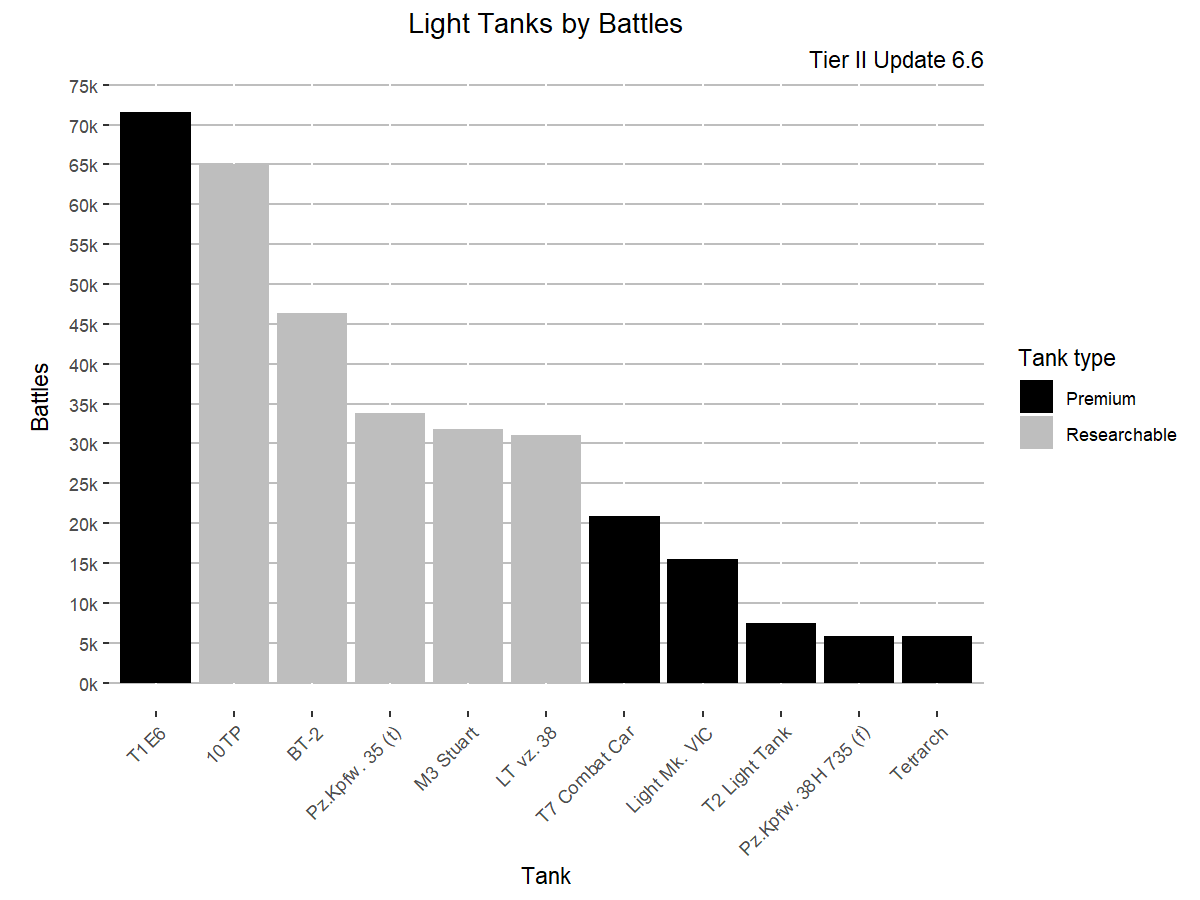 Light Tanks by Battles
Tier II Update 6.6
75k
70k
65k
60k
55k
50k
45k
40k
35k
30k
25k
20k
15k
10k
5k
0k
Battles
T1E6
10TP
BT-2
Pz.Kpfw. 35 (t)
M3 Stuart
LT vz. 38
T7 Combat Car
Light Mk. VIC
T2 Light Tank
Pz.Kpfw. 38H 735 (f)
Tetrarch
Tank
Tank type
Premium
Researchable